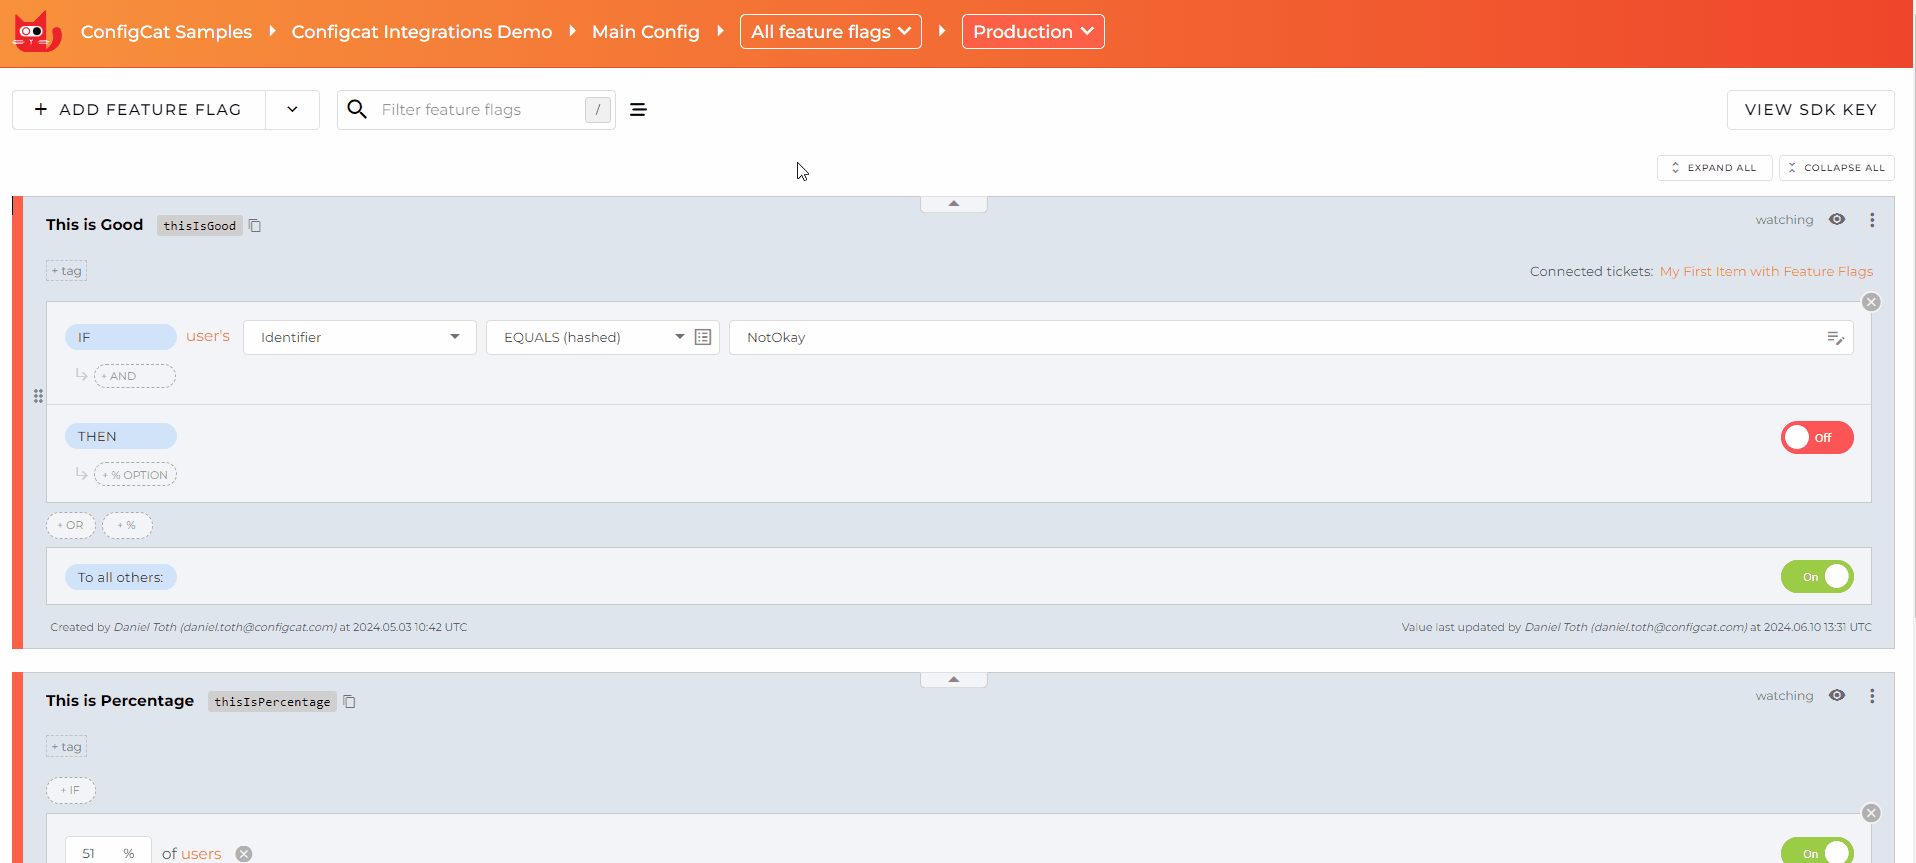 ConfigCat Samples Configcat Integrations Demo Main Config All feature flags Production
+ ADD FEATURE FLAG Filter feature flags / VIEW SDK KEY
EXPAND ALL COLLAPSE ALL
This is Good thisIsGood watching
+ tag Connected tickets: My First Item with Feature Flags
IF user's Identifier EQUALS (hashed) NotOkay
+ AND
THEN Off
+ % OPTION
+ OR + %
To all others: On
Created by Daniel Toth (daniel.toth@configcat.com) at 2024.05.03 10:42 UTC Value last updated by Daniel Toth (daniel.toth@configcat.com) at 2024.06.10 13:31 UTC
This is Percentage thisIsPercentage watching
+ tag
+ IF
51 % of users On